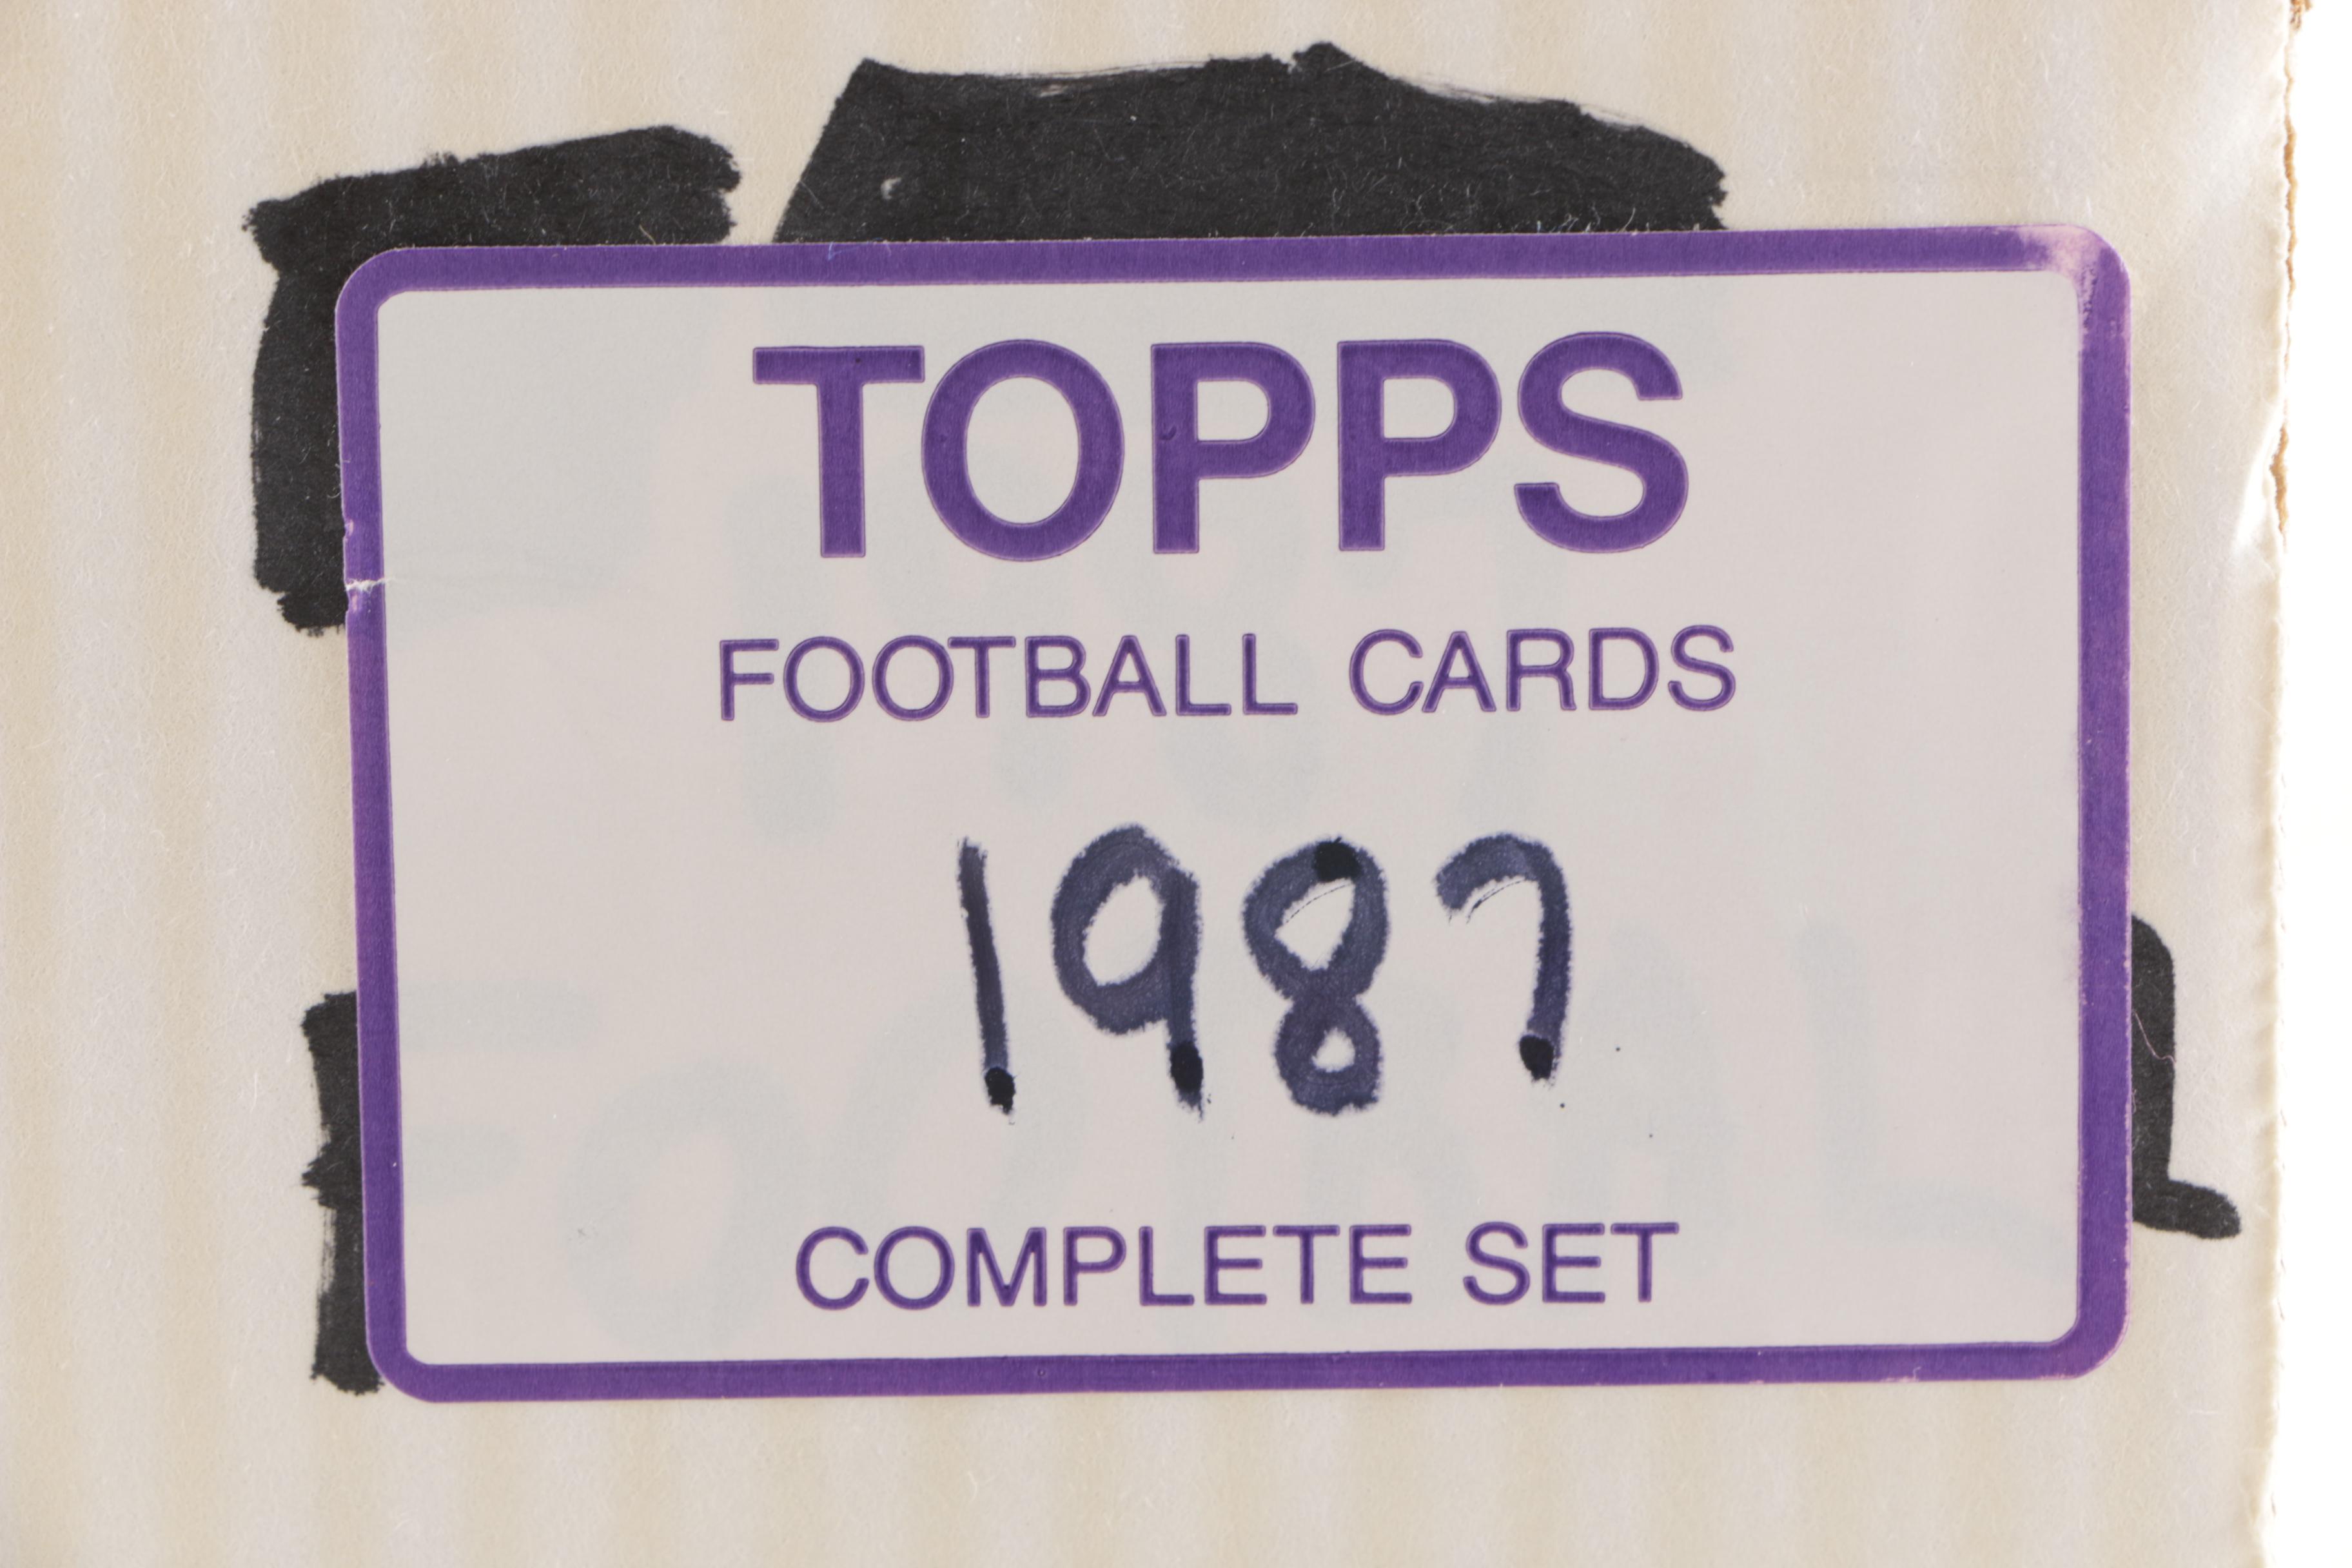 TOPPS
FOOTBALL CARDS
1987
COMPLETE SET